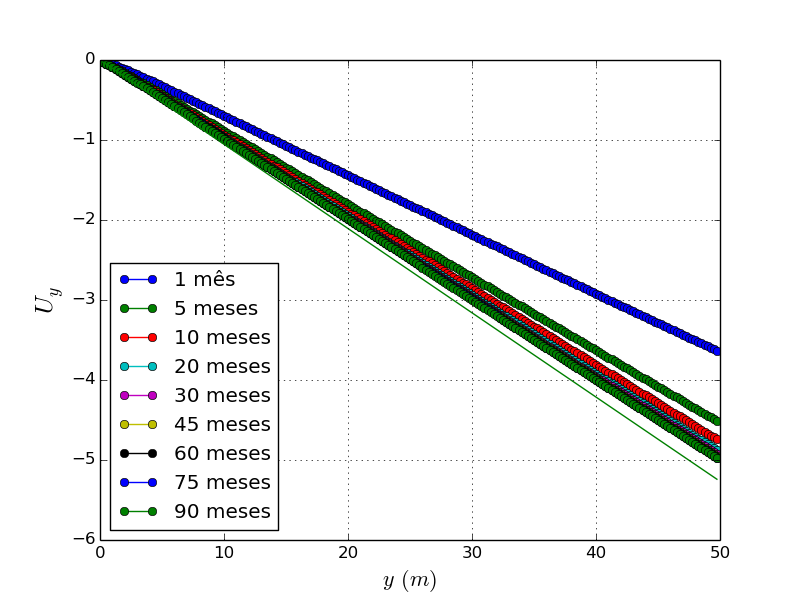 0
−1
−2
−3
−4
−5
−6
U_y
1 mês
5 meses
10 meses
20 meses
30 meses
45 meses
60 meses
75 meses
90 meses
0 10 20 30 40 50
y (m)